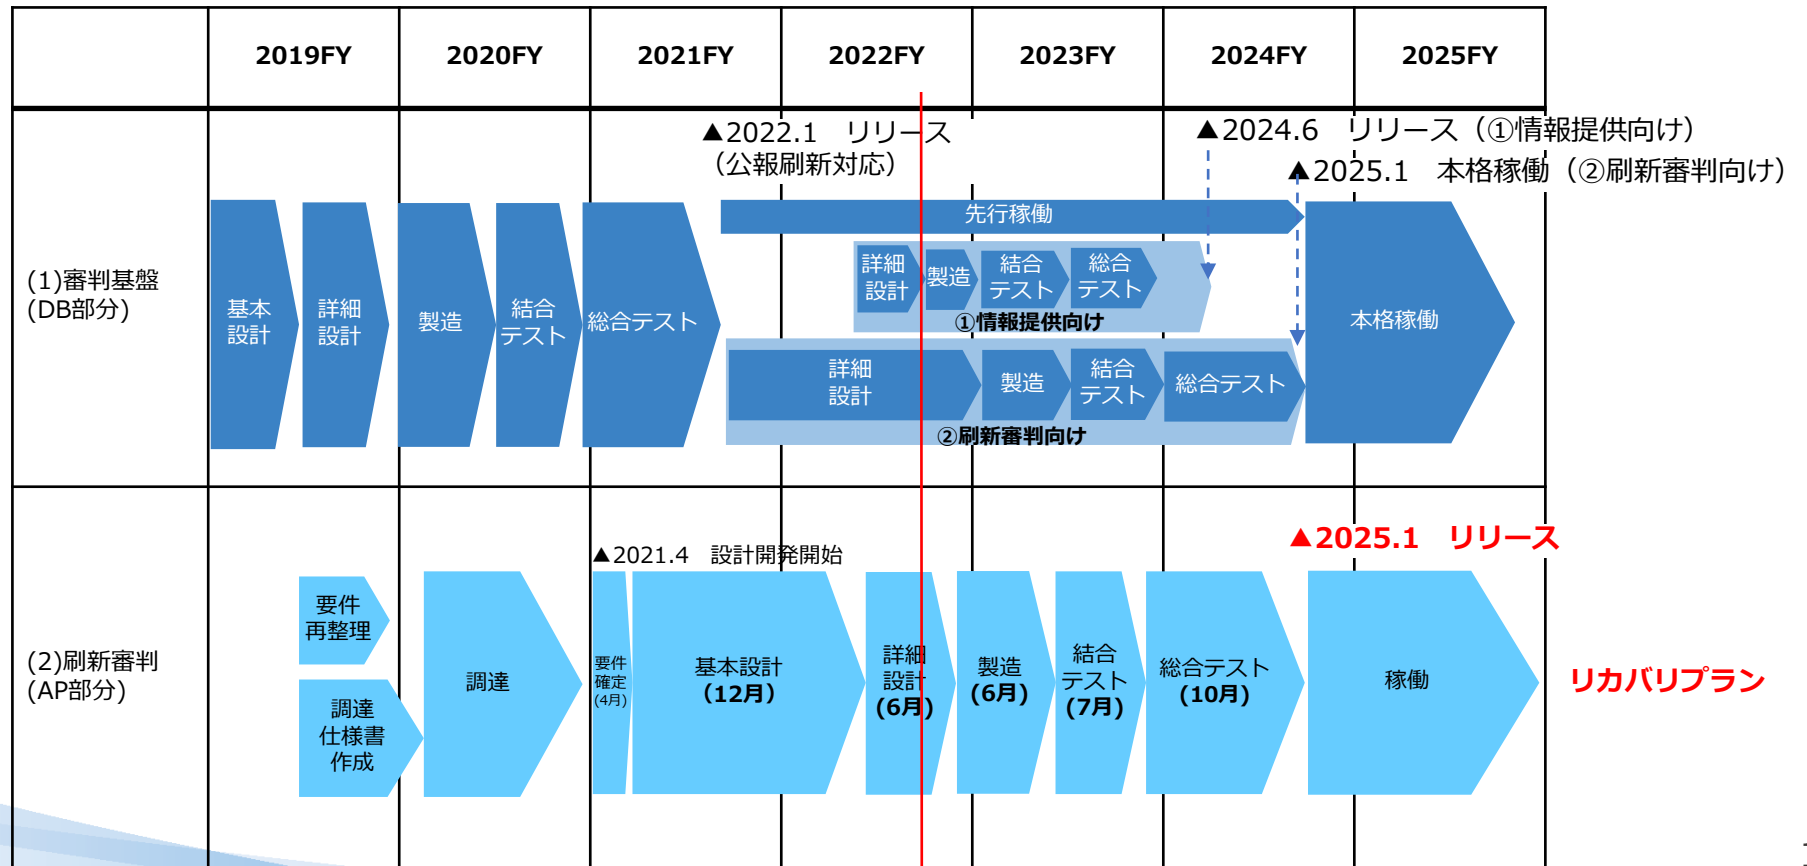 2019FY
2020FY
2021FY
2022FY
2023FY
2024FY
2025FY
▲2022.1　リリース
（公報刷新対応）
▲2024.6　リリース（①情報提供向け）
▲2025.1　本格稼働（②刷新審判向け）
(1)審判基盤
(DB部分)
基本
設計
詳細
設計
製造
結合
テスト
総合テスト
先行稼働
詳細
設計
製造
結合
テスト
総合
テスト
①情報提供向け
詳細
設計
製造
結合
テスト
総合テスト
②刷新審判向け
本格稼働
▲2021.4　設計開発開始
▲2025.1　リリース
(2)刷新審判
(AP部分)
要件
再整理
調達
仕様書
作成
調達
要件
確定
(4月)
基本設計
（12月）
詳細
設計
(6月)
製造
(6月)
結合
テスト
(7月)
総合テスト
(10月)
稼働
リカバリプラン